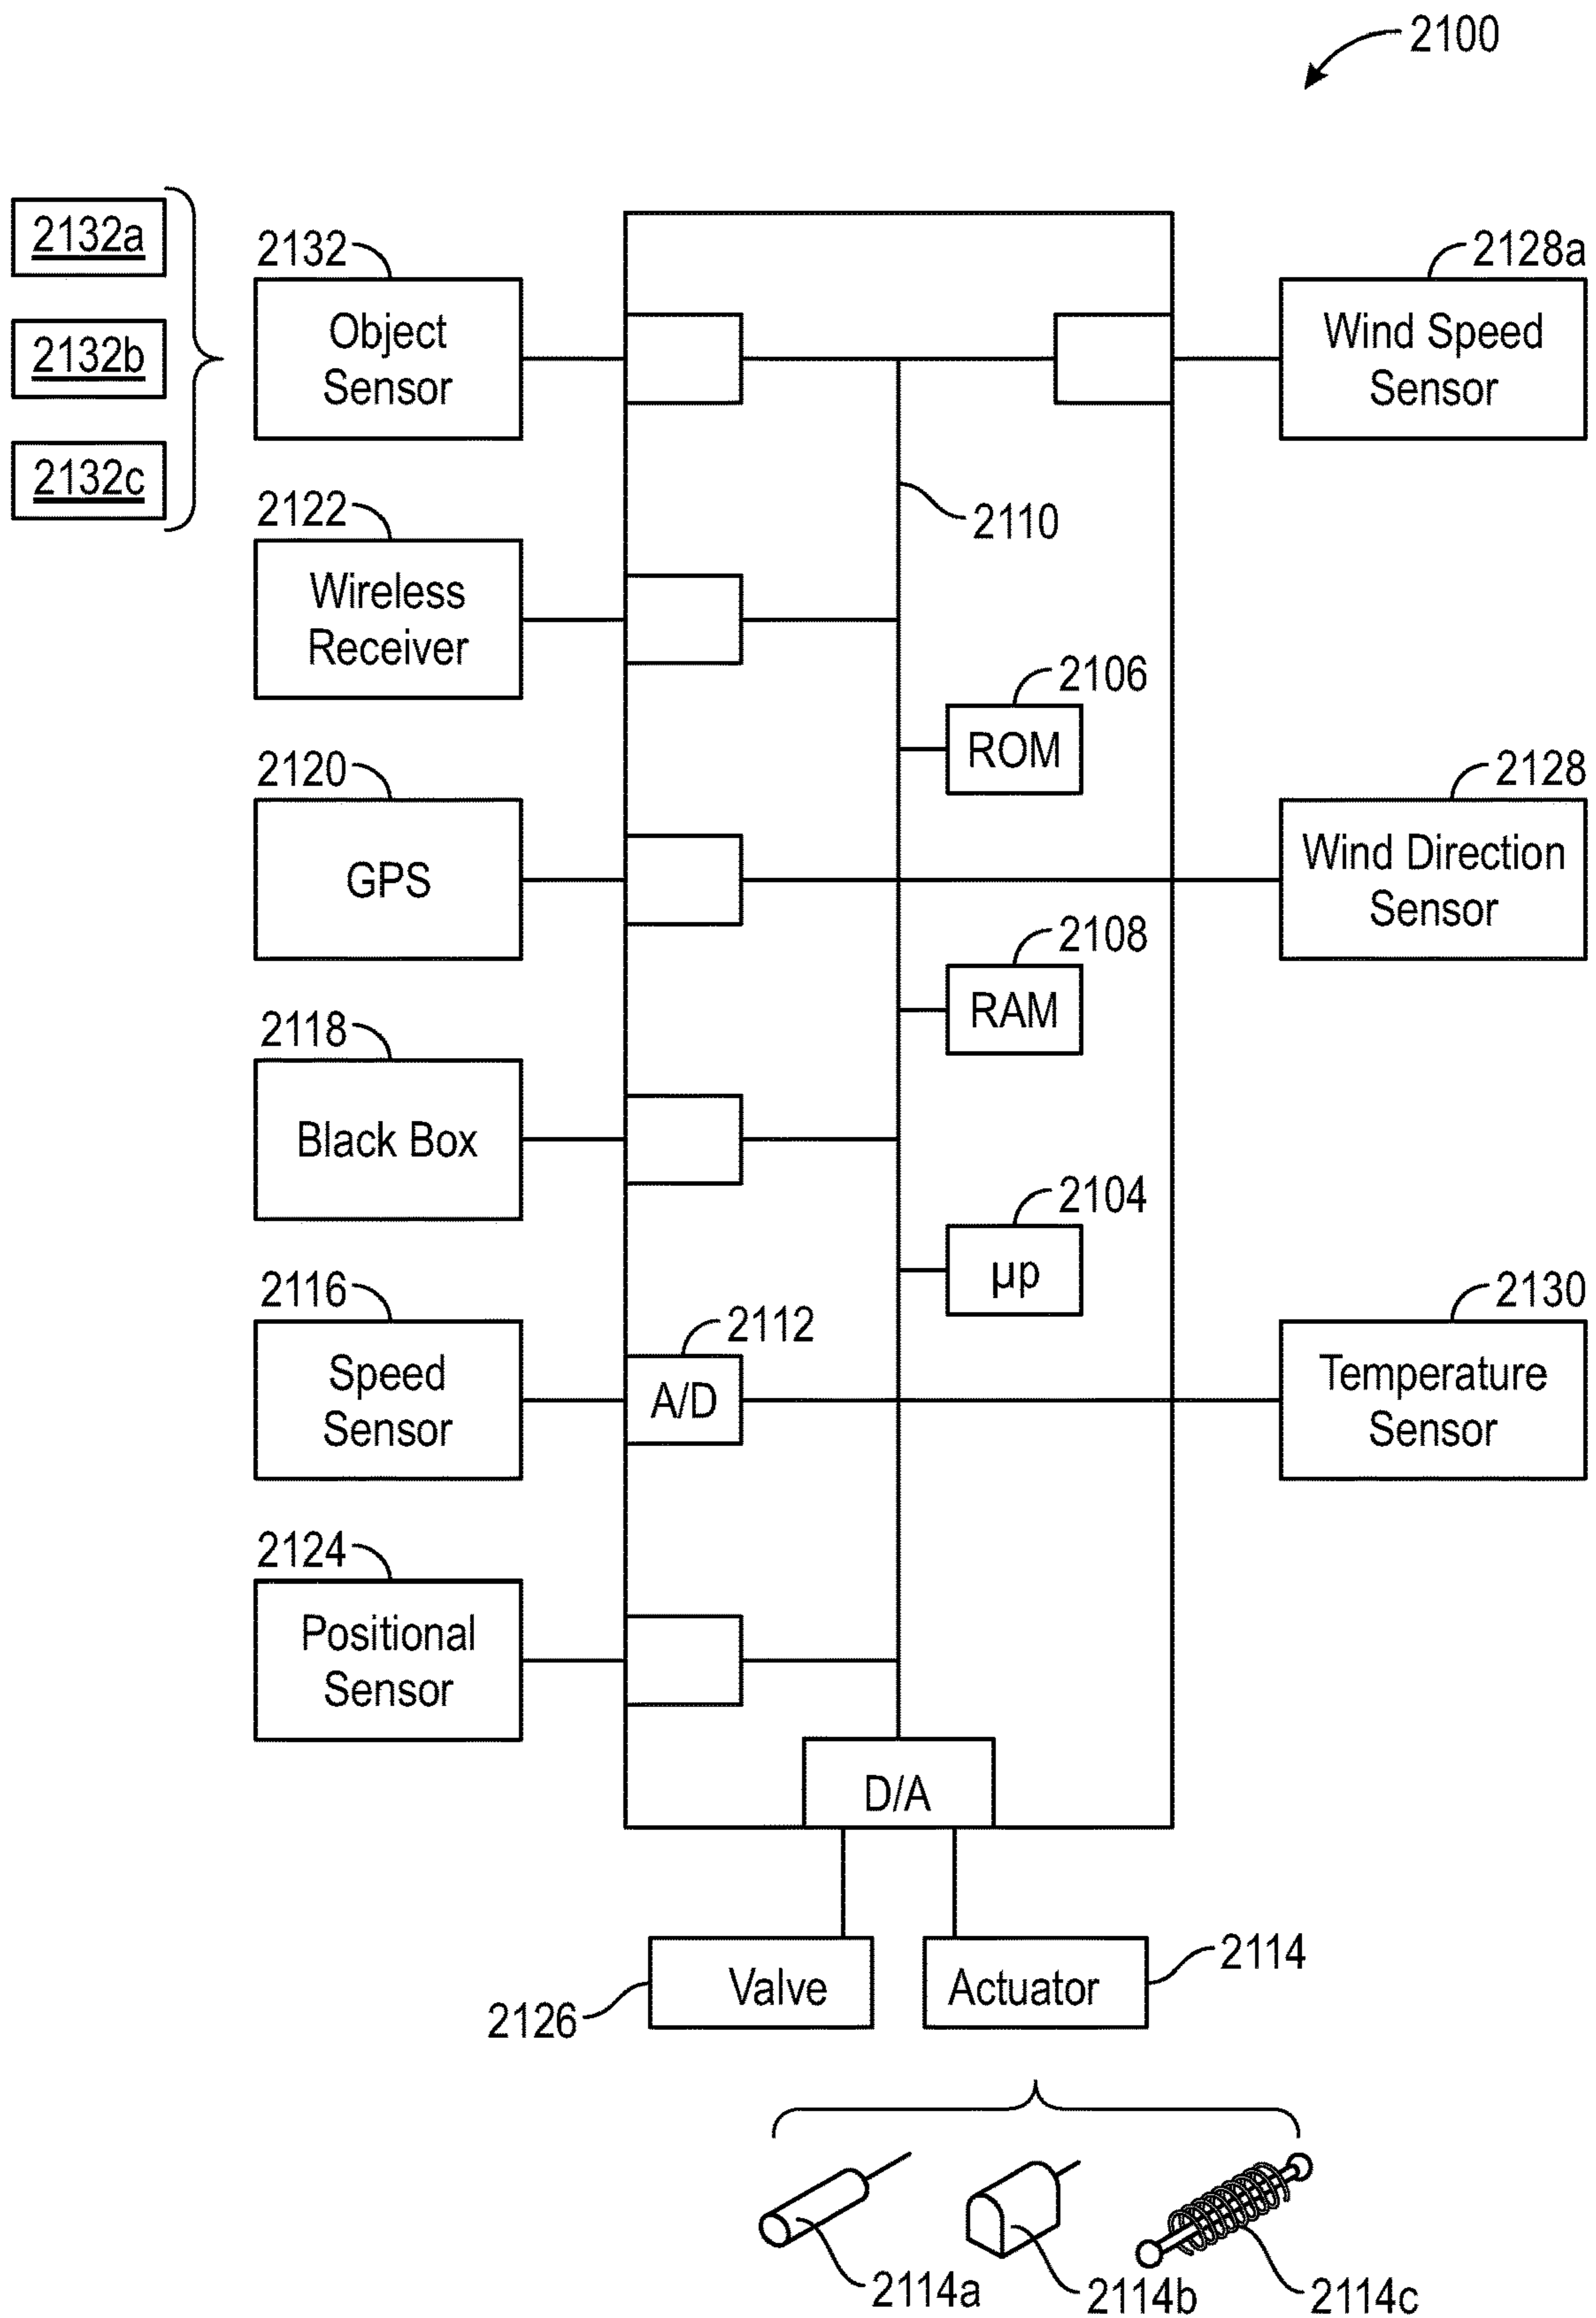 2100
2132a
2132b
2132c
2132
Object
Sensor
2128a
Wind Speed
Sensor
2122
Wireless
Receiver
2110
2106
ROM
2120
GPS
2128
Wind Direction
Sensor
2108
RAM
2118
Black Box
2104
µp
2116
Speed
Sensor
2112
A/D
2130
Temperature
Sensor
2124
Positional
Sensor
D/A
Valve
2126
Actuator
2114
2114a
2114b
2114c